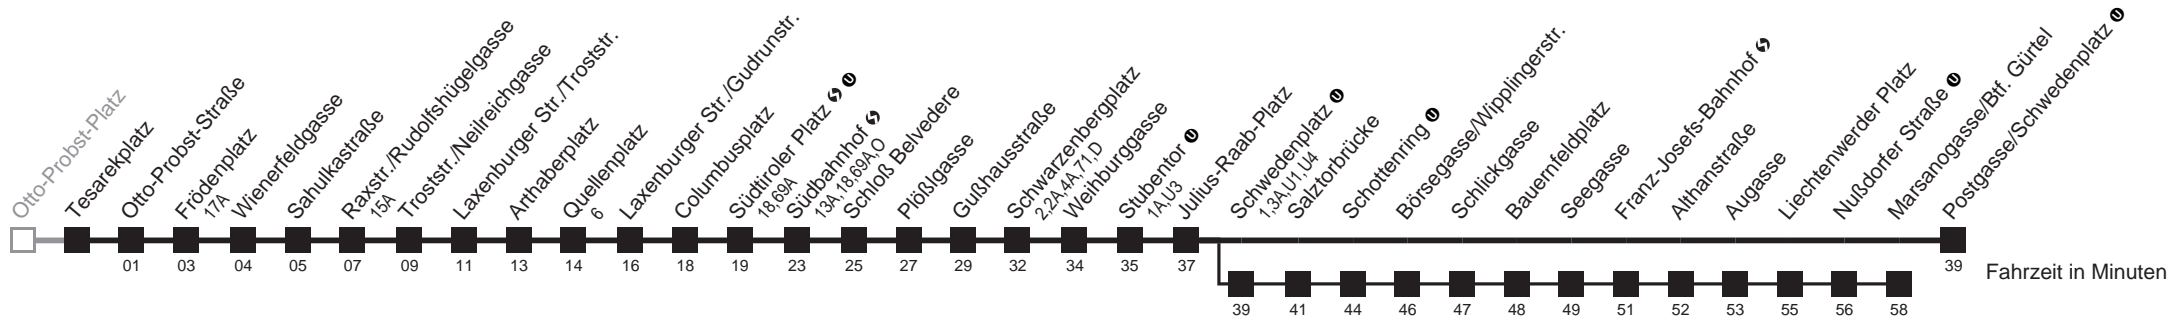 Otto-Probst-Platz
Tesarekplatz
Otto-Probst-Straße
Frödenplatz
17A
Wienerfeldgasse
Sahulkastraße
Raxstr./Rudolfshügelgasse
15A
Troststr./Neilreichgasse
Laxenburger Str./Troststr.
Arthaberplatz
Quellenplatz
6
Laxenburger Str./Gudrunstr.
Columbusplatz
Südtiroler Platz S U
18,69A
Südbahnhof S
13A,18,69A,O
Schloß Belvedere
Plößlgasse
Gußhausstraße
Schwarzenbergplatz
2,2A,4A,71,D
Weihburggasse
Stubentor U
1A,U3
Julius-Raab-Platz
Schwedenplatz U
1,3A,U1,U4
Salztorbrücke
Schottenring U
Börsegasse/Wipplingerstr.
Schlickgasse
Bauernfeldplatz
Seegasse
Franz-Josefs-Bahnhof S
Althanstraße
Augasse
Liechtenwerder Platz
Nußdorfer Straße U
Marsanogasse/Btf. Gürtel
Postgasse/Schwedenplatz U
01 03 04 05 07 09 11 13 14 16 18 19 23 25 27 29 32 34 35 37 39
Fahrzeit in Minuten
39 41 44 46 47 48 49 51 52 53 55 56 58